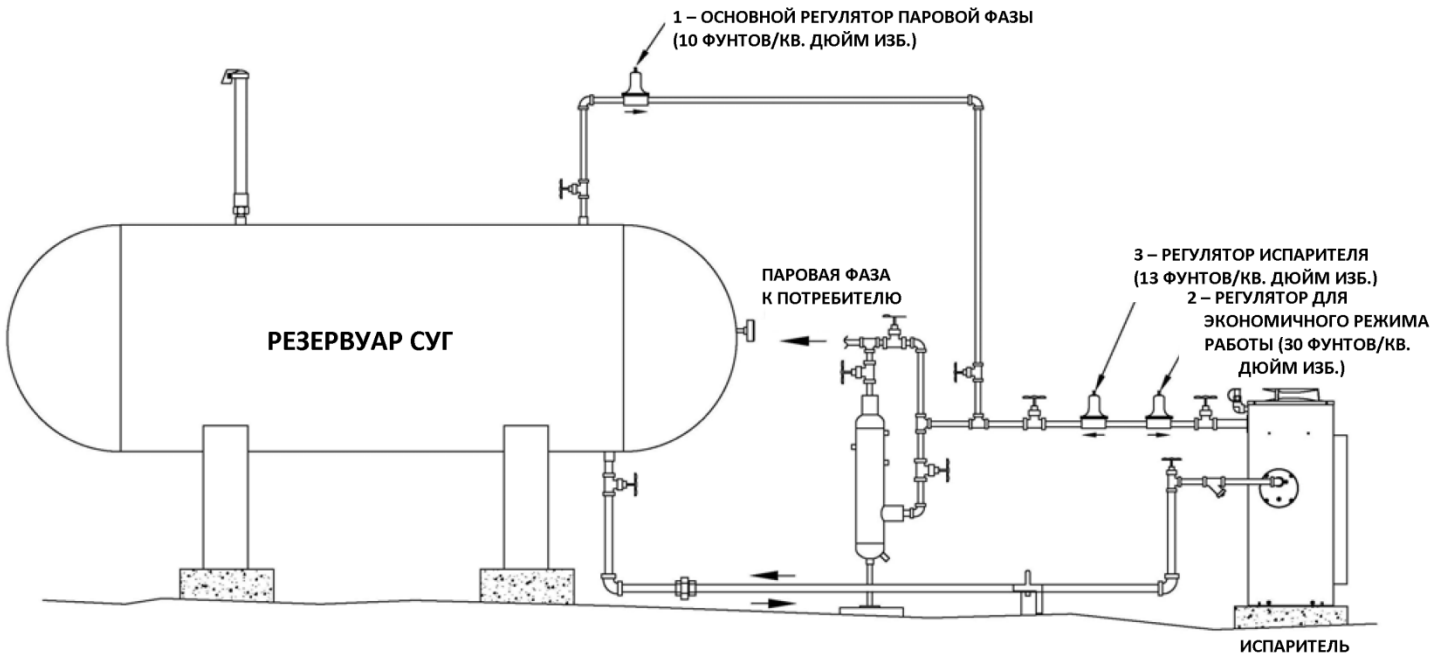 1 – ОСНОВНОЙ РЕГУЛЯТОР ПАРОВОЙ ФАЗЫ
(10 ФУНТОВ/КВ. ДЮЙМ ИЗБ.)
3 – РЕГУЛЯТОР ИСПАРИТЕЛЯ
(13 ФУНТОВ/КВ. ДЮЙМ ИЗБ.)
2 – РЕГУЛЯТОР ДЛЯ
ЭКОНОМИЧНОГО РЕЖИМА
РАБОТЫ (30 ФУНТОВ/КВ.
ДЮЙМ ИЗБ.)
ПАРОВАЯ ФАЗА
К ПОТРЕБИТЕЛЮ
РЕЗЕРВУАР СУГ
ИСПАРИТЕЛЬ